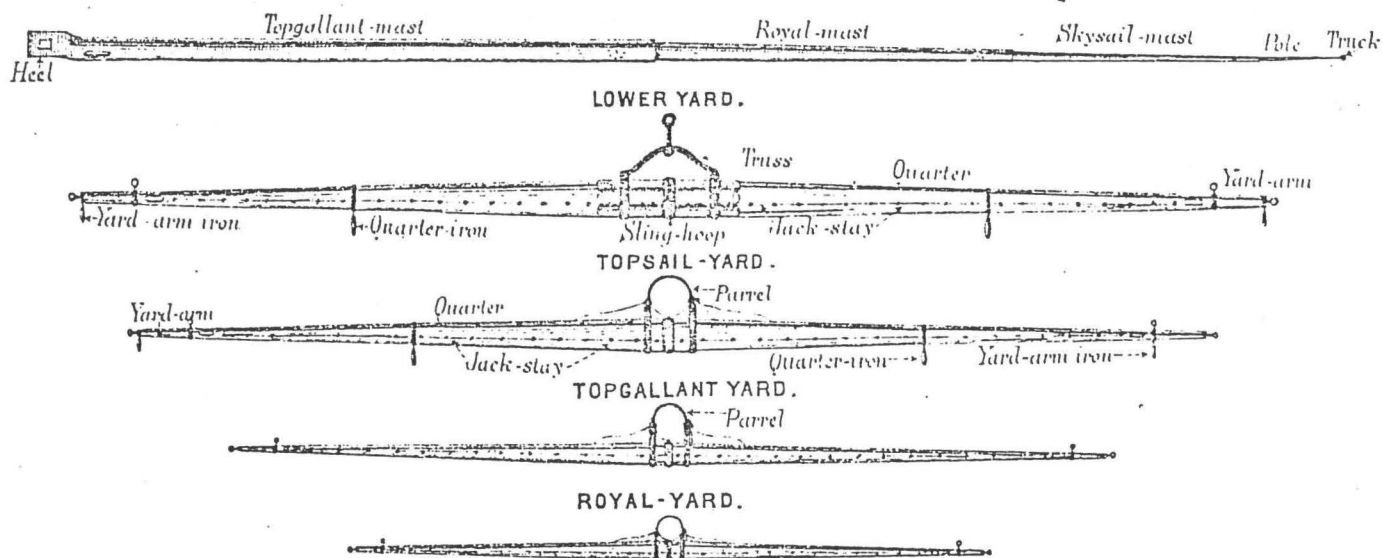 Topgallant-mast Royal-mast Skysail-mast Pole Truck
Heel
LOWER YARD.
Truss Quarter Yard-arm
Yard-arm iron Quarter-iron Sling-hoop Jack-stay
TOPSAIL-YARD.
Parrel
Yard-arm Quarter
Jack-stay Quarter-iron Yard-arm iron
TOPGALLANT YARD.
Parrel
ROYAL-YARD.